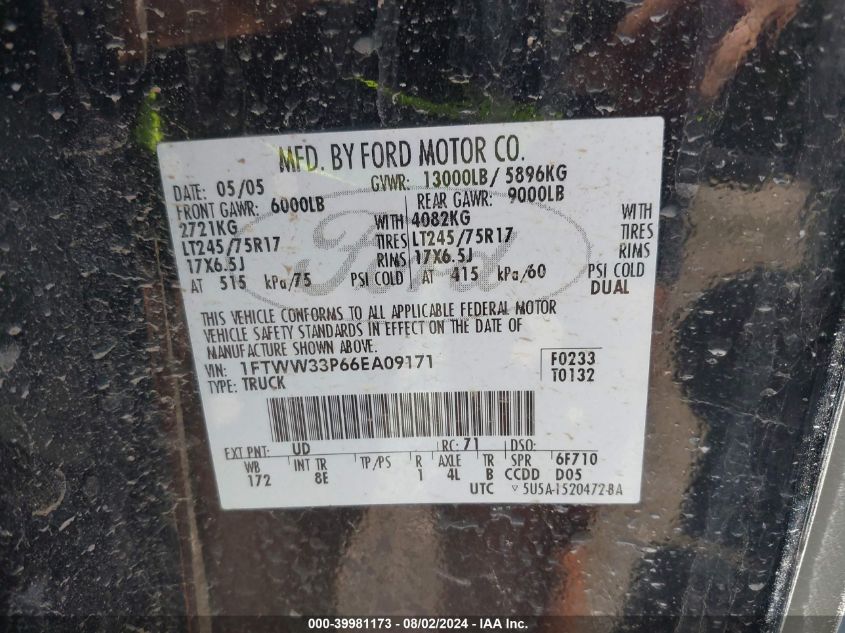 MFD. BY FORD MOTOR CO.
DATE: 05/05 GVWR: 13000LB/ 5896KG
FRONT GAWR: 6000LB REAR GAWR: 9000LB
2721KG WITH 4082KG WITH
LT245/75R17 TIRES LT245/75R17 TIRES
17X6.5J RIMS 17X6.5J RIMS
AT 515 kPa/75 PSI COLD AT 415 kPa/60 PSI COLD
DUAL
Ford
THIS VEHICLE CONFORMS TO ALL APPLICABLE FEDERAL MOTOR
VEHICLE SAFETY STANDARDS IN EFFECT ON THE DATE OF
MANUFACTURE SHOWN ABOVE.
VIN: 1FTWW33P66EA09171 F0233
TYPE: TRUCK T0132
EXT PNT: UD RC: 71 DSO:
WB INT TR TP/PS R AXLE TR SPR 6F710
172 8E 1 4L B CCDD D05
UTC ▿ 5U5A-1520472-BA
000-39981173 - 08/02/2024 - IAA Inc.